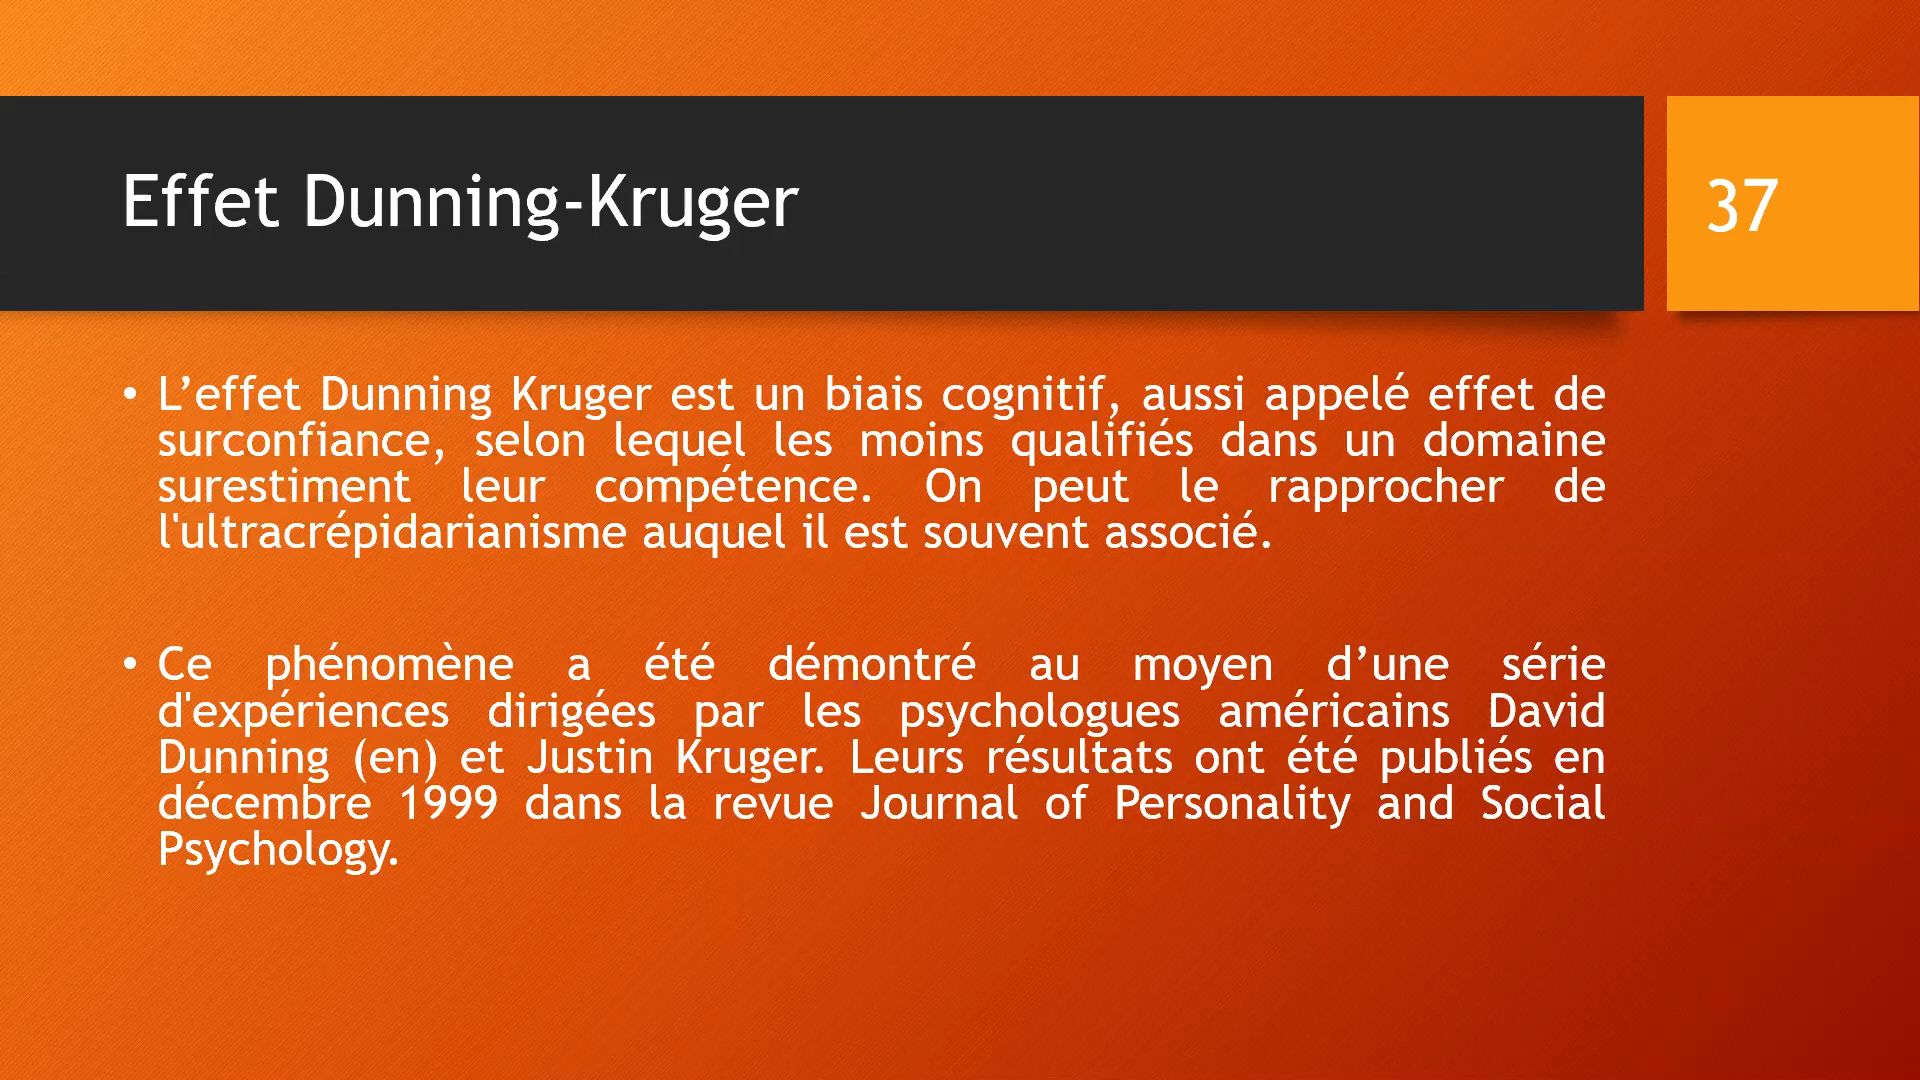 Effet Dunning-Kruger
37
• L’effet Dunning Kruger est un biais cognitif, aussi appelé effet de
surconfiance, selon lequel les moins qualifiés dans un domaine
surestiment leur compétence. On peut le rapprocher de
l'ultracrépidarianisme auquel il est souvent associé.
• Ce phénomène a été démontré au moyen d’une série
d'expériences dirigées par les psychologues américains David
Dunning (en) et Justin Kruger. Leurs résultats ont été publiés en
décembre 1999 dans la revue Journal of Personality and Social
Psychology.